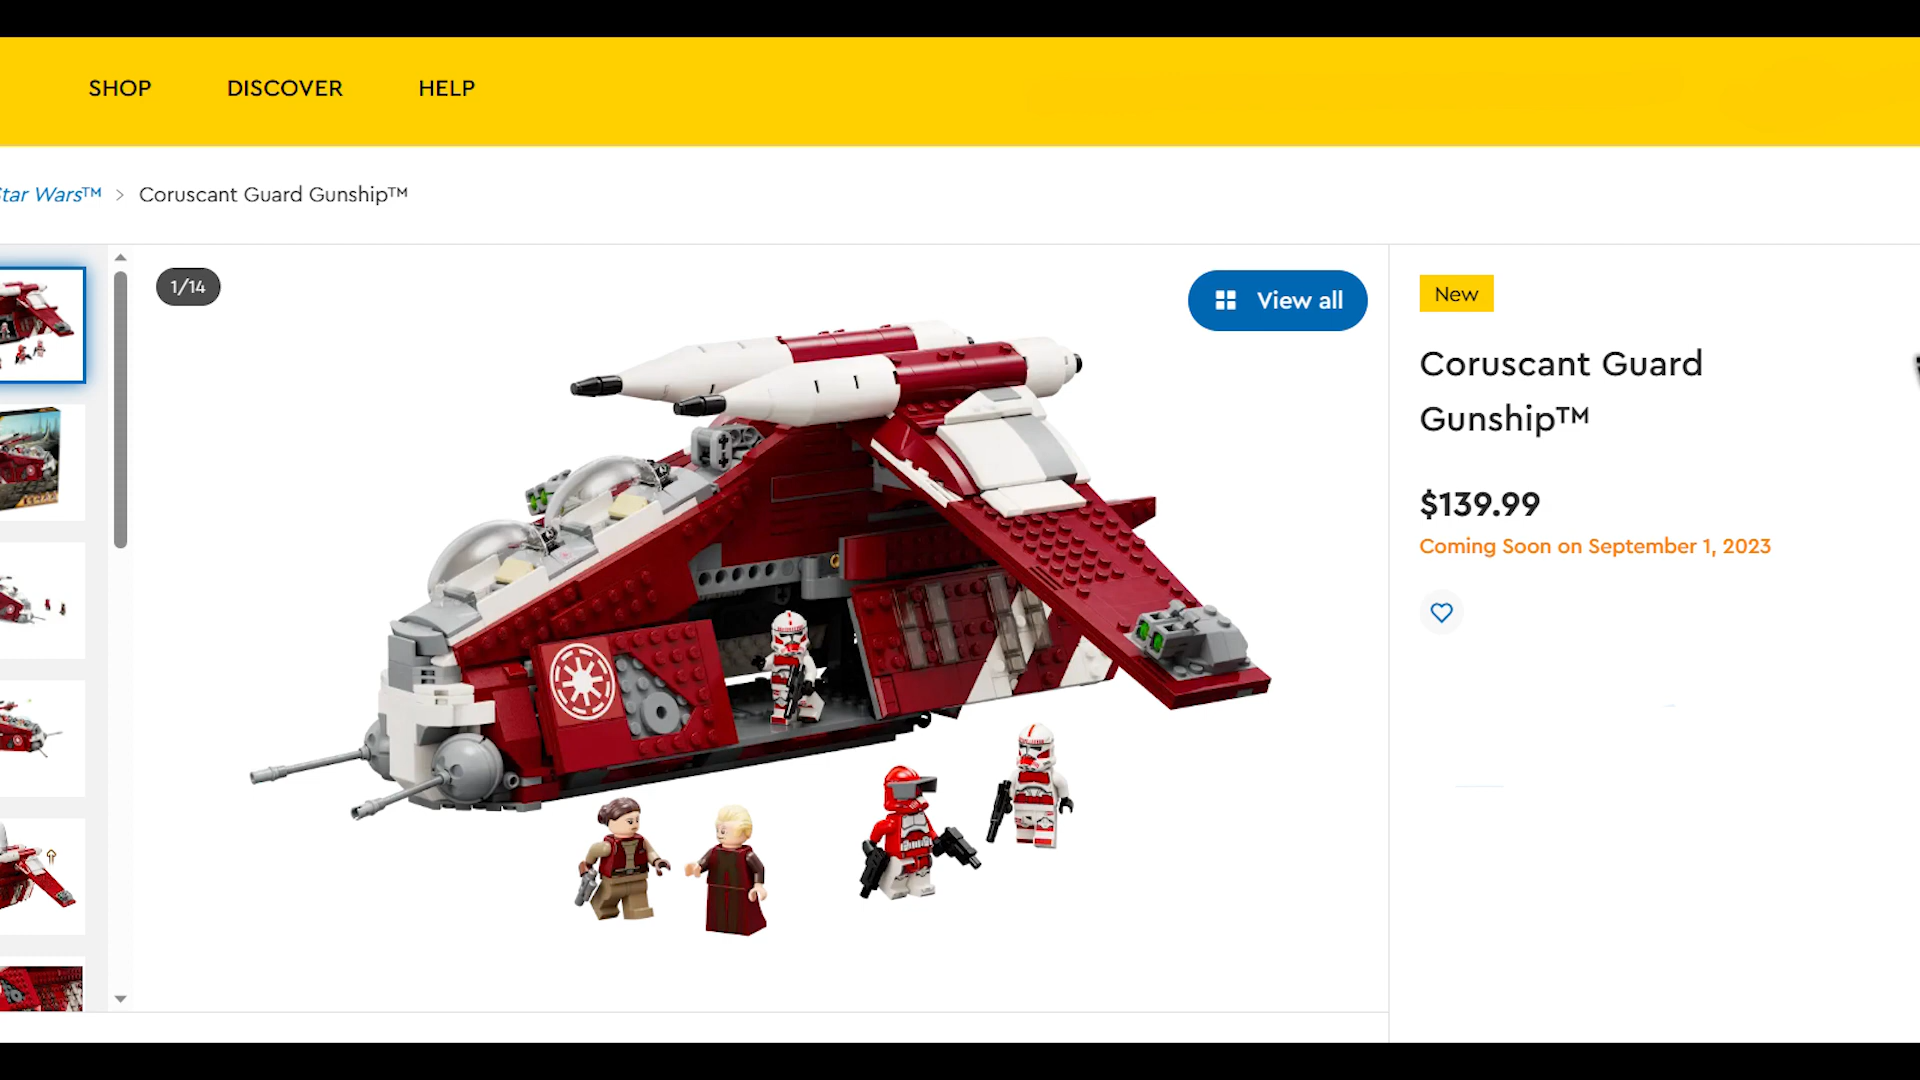 SHOP DISCOVER HELP
Star Wars™ > Coruscant Guard Gunship™
1/14
View all
New
Coruscant Guard
Gunship™
$139.99
Coming Soon on September 1, 2023